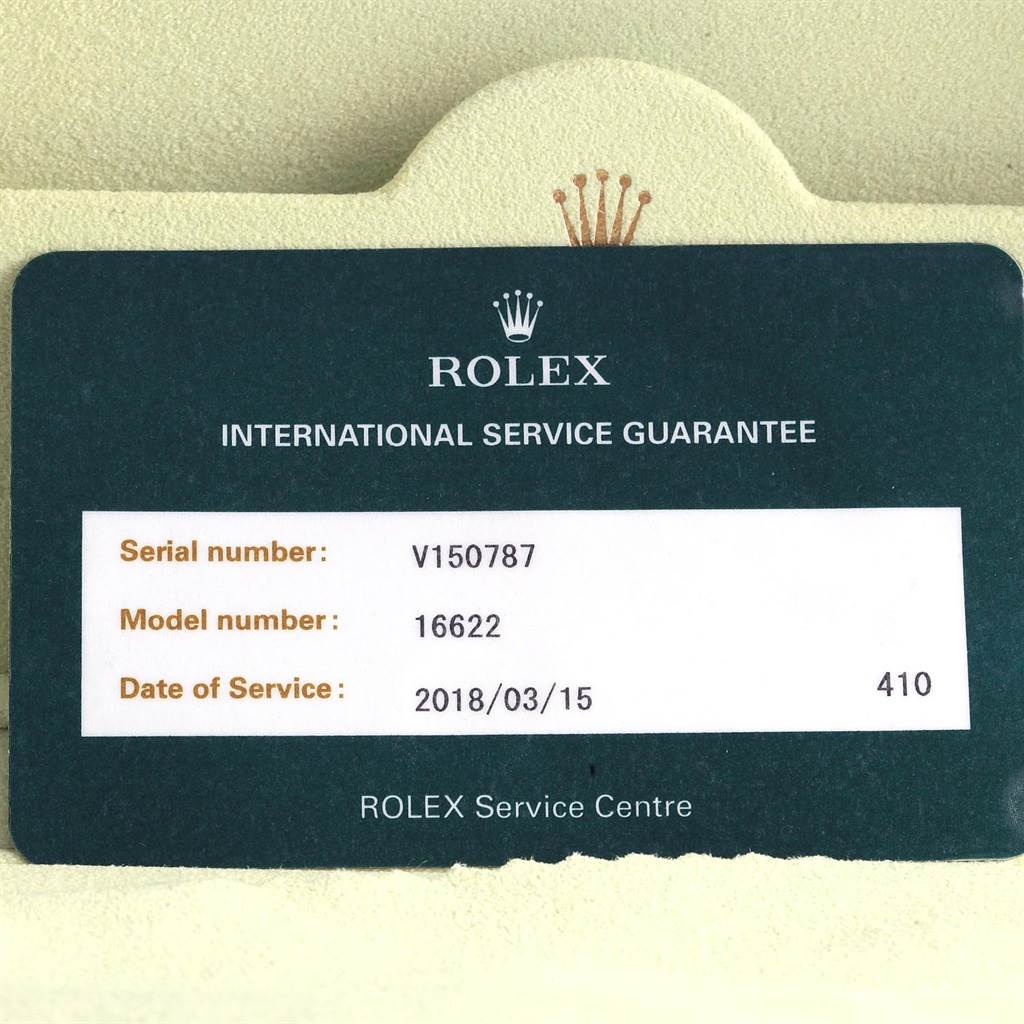 ROLEX
INTERNATIONAL SERVICE GUARANTEE
Serial number: V150787
Model number: 16622
Date of Service: 2018/03/15 410
ROLEX Service Centre